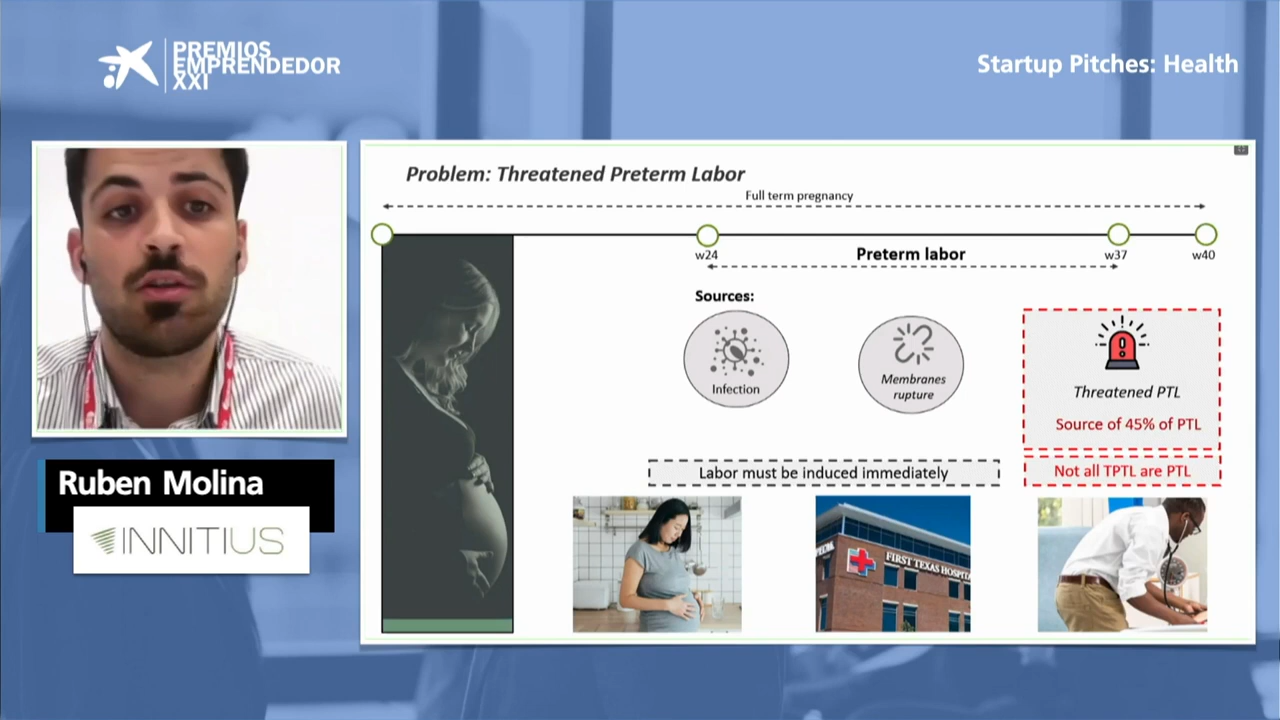 PREMIOS
EMPRENDEDOR
XXI
Startup Pitches: Health
Problem: Threatened Preterm Labor
Full term pregnancy
w24
w37
w40
Preterm labor
Sources:
Infection
Membranes
rupture
Threatened PTL
Source of 45% of PTL
Labor must be induced immediately
Not all TPTL are PTL
FIRST TEXAS HOSPITA
Ruben Molina
INNITIUS